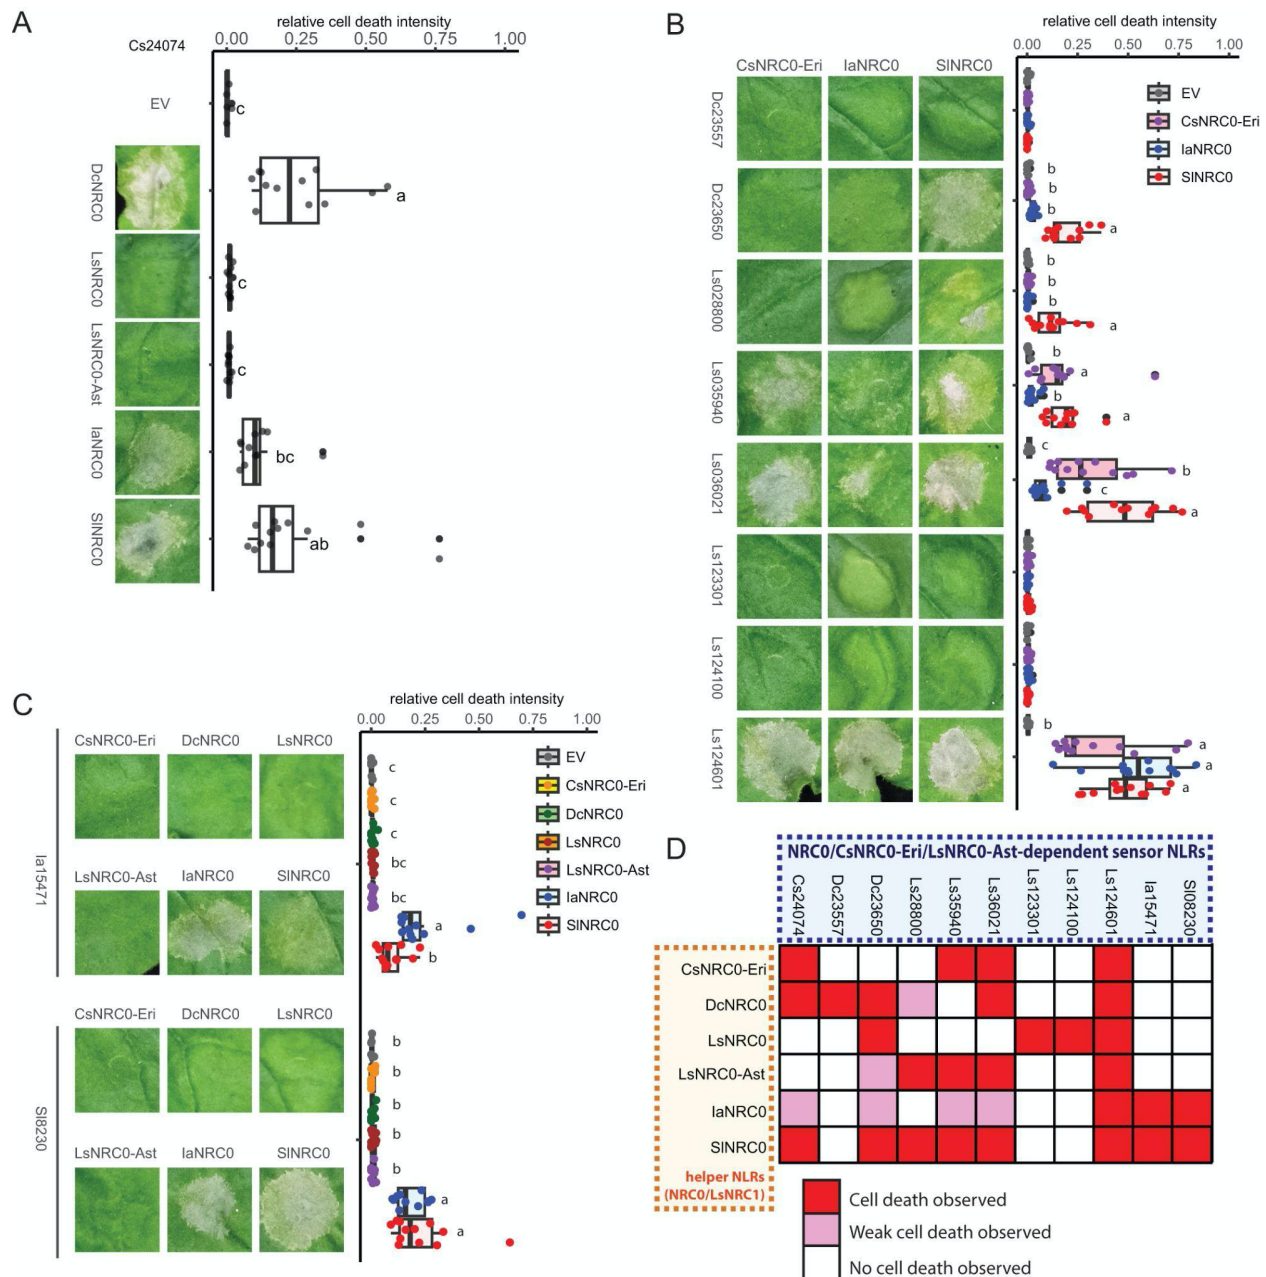 A
relative cell death intensity
Cs24074
0.00 0.25 0.50 0.75 1.00
EV
c
DcNRC0
a
LsNRC0
c
LsNRC0-Ast
c
IaNRC0
bc
SlNRC0
ab
B
relative cell death intensity
0.00 0.25 0.50 0.75 1.00
CsNRC0-Eri IaNRC0 SlNRC0
EV
CsNRC0-Eri
IaNRC0
SlNRC0
Dc23557
Dc23650
b
b
b
a
Ls028800
b
b
b
a
Ls035940
b
a
b
a
Ls036021
c
b
c
a
Ls123301
Ls124100
Ls124601
b
a
a
a
C
relative cell death intensity
0.00 0.25 0.50 0.75 1.00
EV
CsNRC0-Eri
DcNRC0
LsNRC0
LsNRC0-Ast
IaNRC0
SlNRC0
Ia15471
CsNRC0-Eri DcNRC0 LsNRC0
LsNRC0-Ast IaNRC0 SlNRC0
c
c
c
bc
bc
a
b
Sl8230
CsNRC0-Eri DcNRC0 LsNRC0
LsNRC0-Ast IaNRC0 SlNRC0
b
b
b
b
b
a
a
D
NRC0/CsNRC0-Eri/LsNRC0-Ast-dependent sensor NLRs
Cs24074
Dc23557
Dc23650
Ls28800
Ls35940
Ls36021
Ls123301
Ls124100
Ls124601
Ia15471
Sl08230
CsNRC0-Eri
DcNRC0
LsNRC0
LsNRC0-Ast
IaNRC0
SlNRC0
helper NLRs
(NRC0/LsNRC1)
Cell death observed
Weak cell death observed
No cell death observed